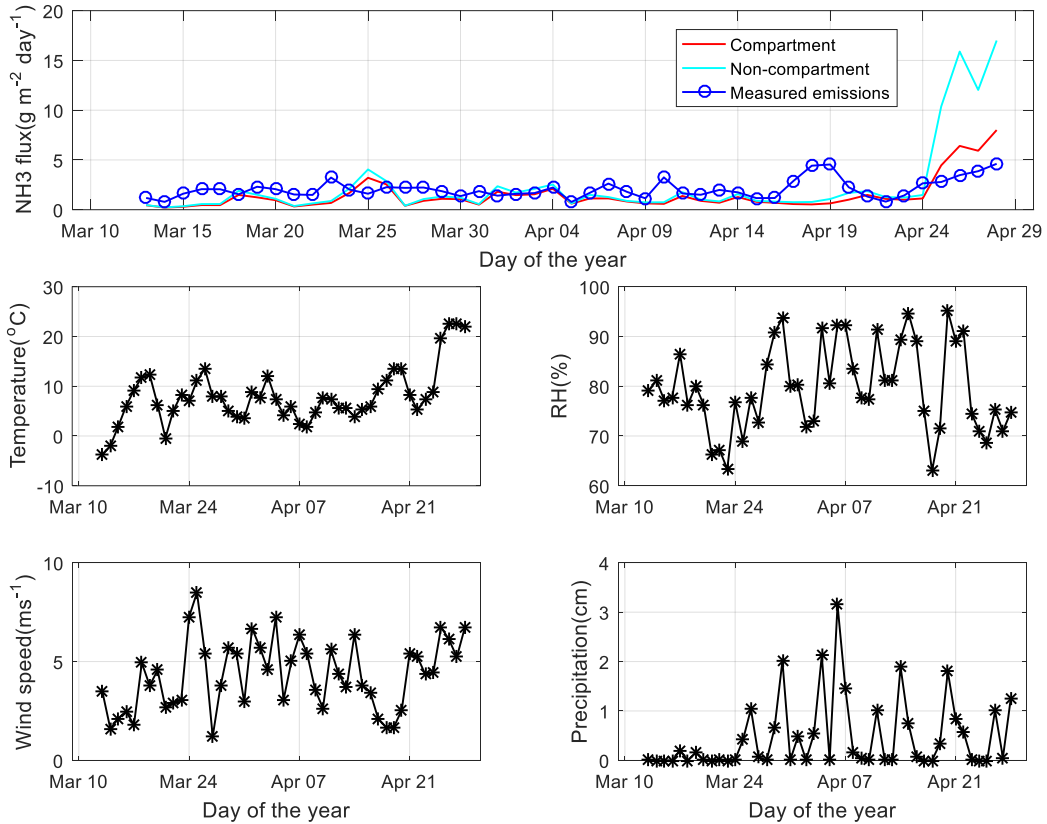 NH3 flux(g m-2 day-1)
20
15
10
5
0
Compartment
Non-compartment
Measured emissions
Mar 10 Mar 15 Mar 20 Mar 25 Mar 30 Apr 04 Apr 09 Apr 14 Apr 19 Apr 24 Apr 29
Day of the year
Temperature(oC)
30
20
10
0
-10
Mar 10 Mar 24 Apr 07 Apr 21
RH(%)
100
90
80
70
60
Mar 10 Mar 24 Apr 07 Apr 21
Wind speed(ms-1)
10
5
0
Mar 10 Mar 24 Apr 07 Apr 21
Day of the year
Precipitation(cm)
4
3
2
1
0
Mar 10 Mar 24 Apr 07 Apr 21
Day of the year